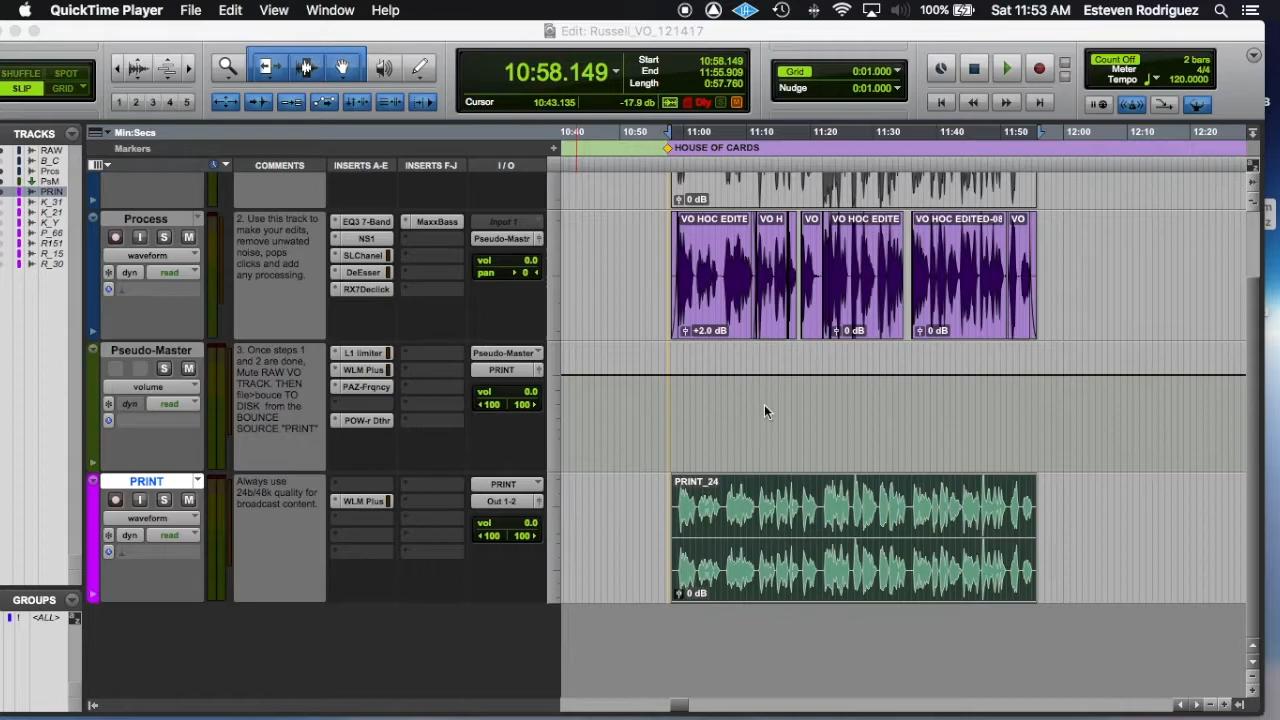 QuickTime Player File Edit View Window Help 100% Sat 11:53 AM Esteven Rodriguez
Edit: Russell_VO_121417
SHUFFLE SPOT
SLIP GRID
1 2 3 4 5
10:58.149
Start 10:58.149
End 11:55.909
Length 0:57.760
Cursor 10:43.135 -17.9 db Dly S M
Grid 0:01.000
Nudge 0:01.000
Count Off 2 bars
Meter 4/4
Tempo 120.0000
TRACKS
RAW
B_C
Pros
PsM
PRIN
K_31
K_21
K_Y
P_66
R151
R_15
R_30
Min:Secs
10:40 10:50 11:00 11:10 11:20 11:30 11:40 11:50 12:00 12:10 12:20
Markers
HOUSE OF CARDS
COMMENTS INSERTS A-E INSERTS F-J I / O
0 dB
Process
I S M
waveform
dyn read
2. Use this track to
make your edits,
remove unwated
noise, pops
clicks and add
any processing.
EQ3 7-Band
NS1
SLChanel
DeEsser
RX7Declick
MaxxBass
Input 1
Pseudo-Mastr
vol 0.0
pan 0
VO HOC EDITE VO H VO VO HOC EDITE VO HOC EDITED-08 VO
+2.0 dB 0 dB 0 dB
Pseudo-Master
S M
volume
dyn read
3. Once steps 1
and 2 are done,
Mute RAW VO
TRACK. THEN
file>bouce TO
DISK from the
BOUNCE
SOURCE "PRINT"
L1 limiter
WLM Plus
PAZ-Frqncy
POW-r Dthr
Pseudo-Master
PRINT
vol 0.0
100 100
PRINT
I S M
waveform
dyn read
Always use
24b/48k quality for
broadcast content.
WLM Plus
PRINT
Out 1-2
vol 0.0
100 100
PRINT_24
0 dB
GROUPS
! <ALL>